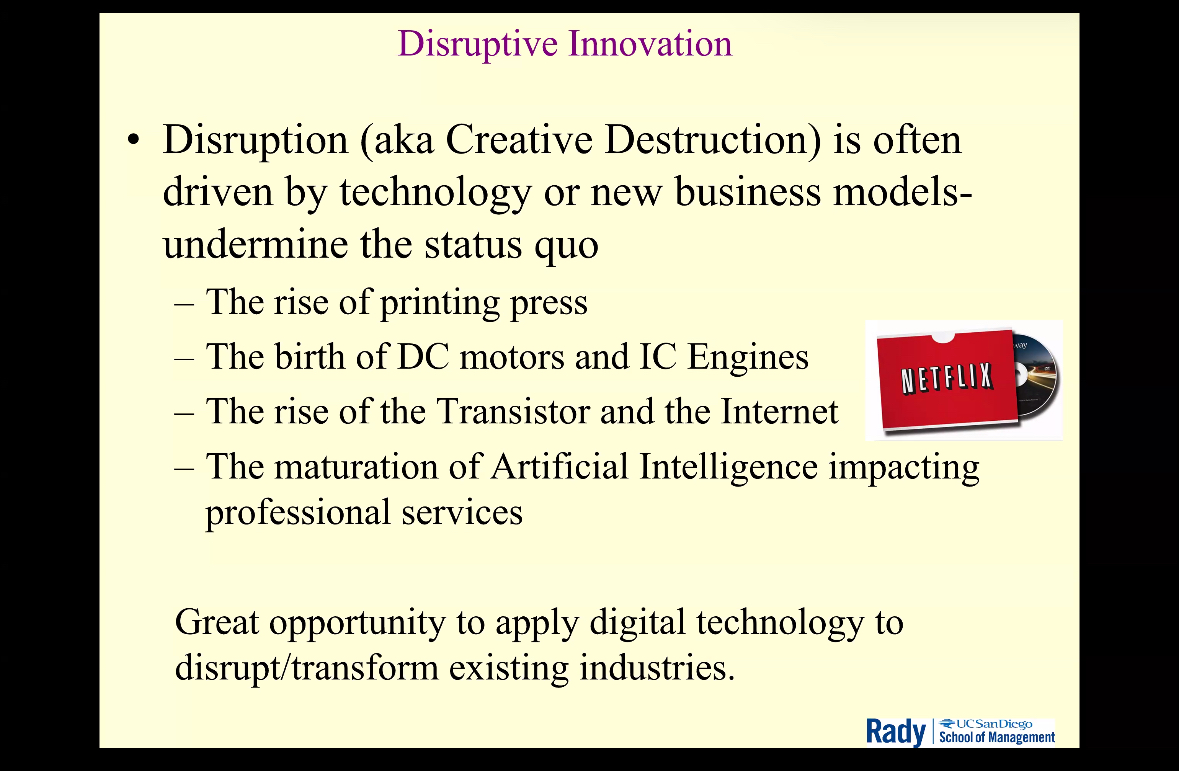 Disruptive Innovation
• Disruption (aka Creative Destruction) is often
driven by technology or new business models-
undermine the status quo
– The rise of printing press
– The birth of DC motors and IC Engines
– The rise of the Transistor and the Internet
NETFLIX
– The maturation of Artificial Intelligence impacting
professional services
Great opportunity to apply digital technology to
disrupt/transform existing industries.
Rady | UC San Diego
School of Management